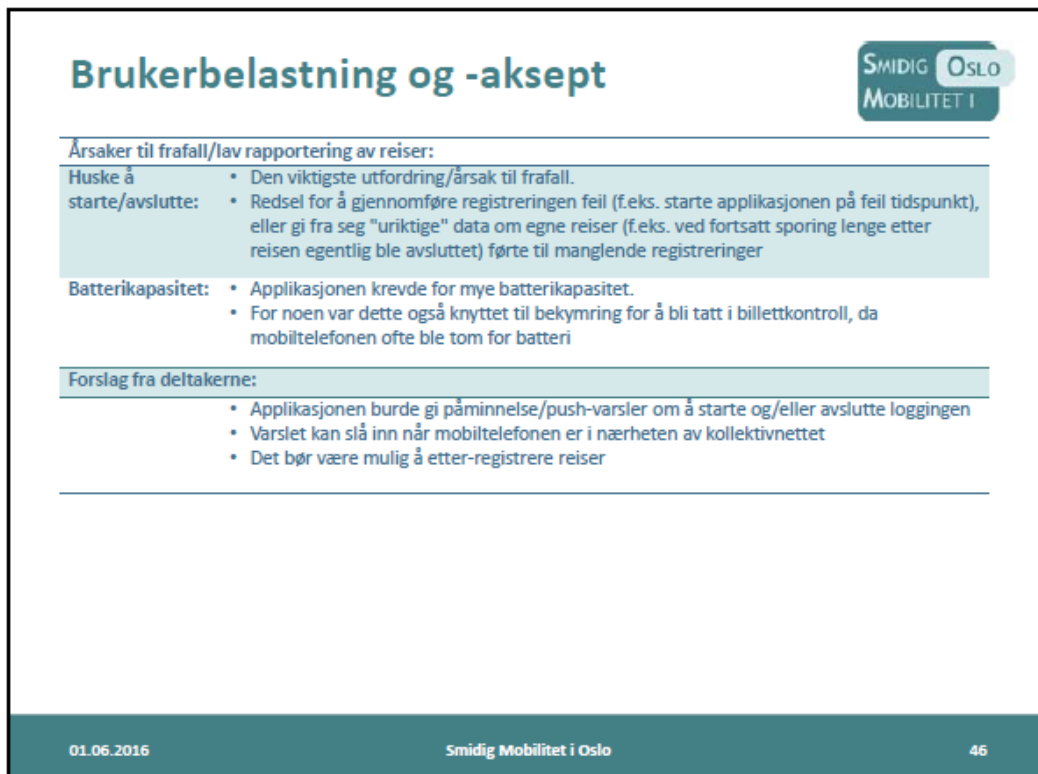 Brukerbelastning og -aksept
SMIDIG OSLO
MOBILITET I
Årsaker til frafall/lav rapportering av reiser:
Huske å
starte/avslutte:
• Den viktigste utfordring/årsak til frafall.
• Redsel for å gjennomføre registreringen feil (f.eks. starte applikasjonen på feil tidspunkt),
eller gi fra seg "uriktige" data om egne reiser (f.eks. ved fortsatt sporing lenge etter
reisen egentlig ble avsluttet) førte til manglende registreringer
Batterikapasitet:
• Applikasjonen krevde for mye batterikapasitet.
• For noen var dette også knyttet til bekymring for å bli tatt i billettkontroll, da
mobiltelefonen ofte ble tom for batteri
Forslag fra deltakerne:
• Applikasjonen burde gi påminnelse/push-varsler om å starte og/eller avslutte loggingen
• Varslet kan slå inn når mobiltelefonen er i nærheten av kollektivnettet
• Det bør være mulig å etter-registrere reiser
01.06.2016
Smidig Mobilitet i Oslo
46